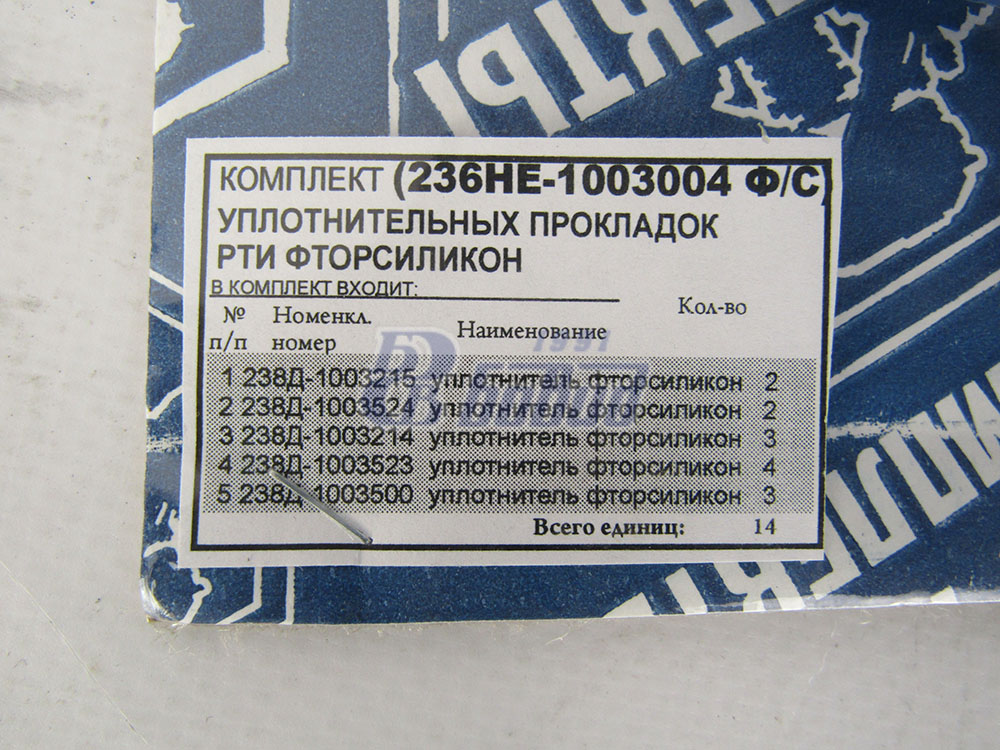 КОМПЛЕКТЫ
КОМПЛЕКТ (236НЕ-1003004 Ф/С)
УПЛОТНИТЕЛЬНЫХ ПРОКЛАДОК
РТИ ФТОРСИЛИКОН
В КОМПЛЕКТ ВХОДИТ:
№ п/п Номенкл. номер Наименование Кол-во
1991
1 238Д-1003215 уплотнитель фторсиликон 2
2 238Д-1003524 уплотнитель фторсиликон 2
3 238Д-1003214 уплотнитель фторсиликон 3
4 238Д-1003523 уплотнитель фторсиликон 4
5 238Д-1003500 уплотнитель фторсиликон 3
Всего единиц: 14